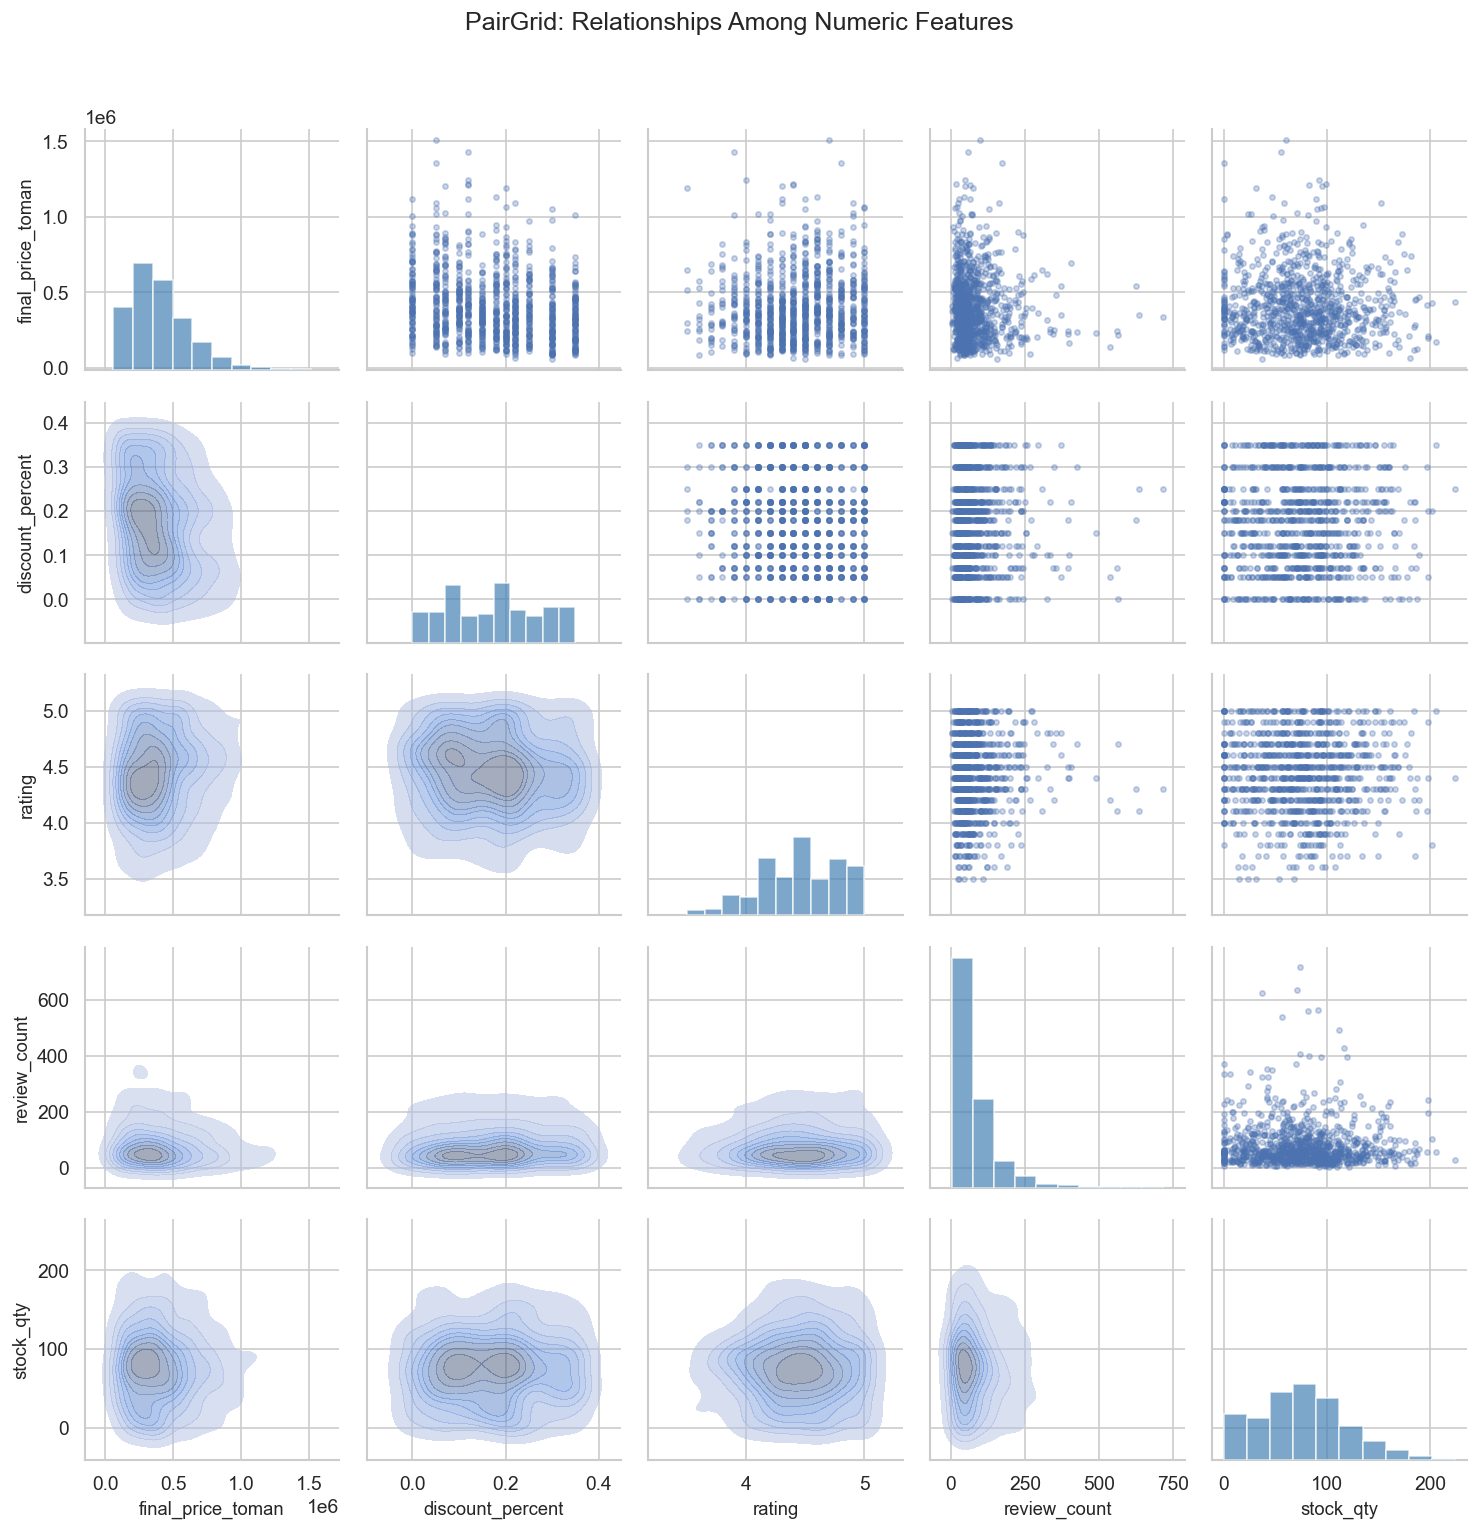 PairGrid: Relationships Among Numeric Features
1e6
1.5
1.0
0.5
0.0
final_price_toman
0.4
0.3
0.2
0.1
0.0
discount_percent
5.0
4.5
4.0
3.5
rating
600
400
200
0
review_count
200
100
0
stock_qty
0.0 0.5 1.0 1.5
0.0 0.2 0.4
4 5
0 250 500 750
0 100 200
1e6
final_price_toman
discount_percent
rating
review_count
stock_qty